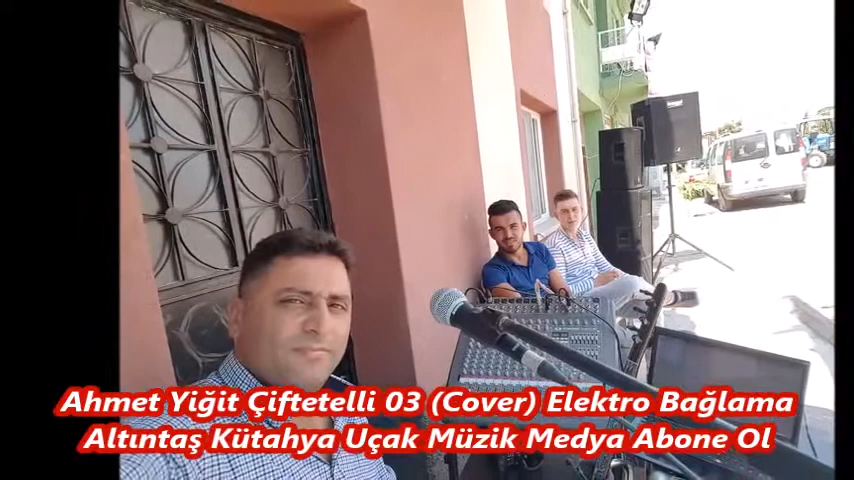 Ahmet Yiğit Çiftetelli 03 (Cover) Elektro Bağlama
Altıntaş Kütahya Uçak Müzik Medya Abone Ol